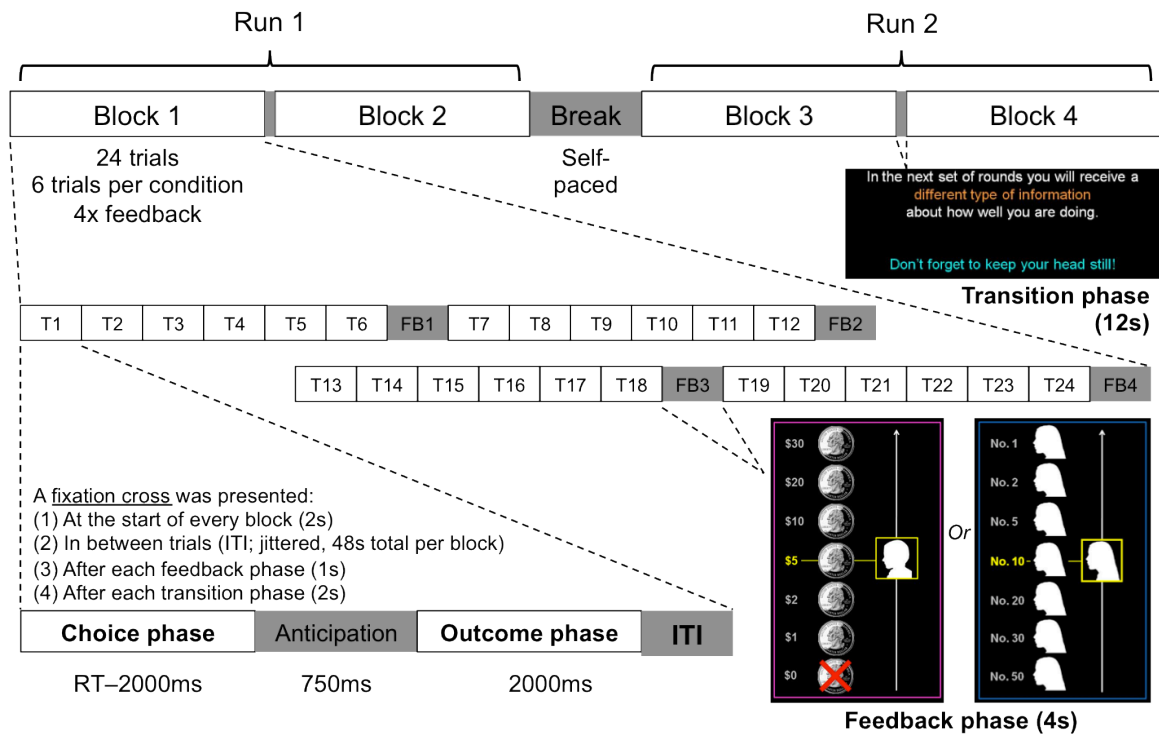 Run 1
Run 2
Block 1
Block 2
Break
Block 3
Block 4
24 trials
6 trials per condition
4x feedback
Self-
paced
In the next set of rounds you will receive a
different type of information
about how well you are doing.
Don't forget to keep your head still!
Transition phase
(12s)
T1 T2 T3 T4 T5 T6 FB1 T7 T8 T9 T10 T11 T12 FB2
T13 T14 T15 T16 T17 T18 FB3 T19 T20 T21 T22 T23 T24 FB4
A fixation cross was presented:
(1) At the start of every block (2s)
(2) In between trials (ITI; jittered, 48s total per block)
(3) After each feedback phase (1s)
(4) After each transition phase (2s)
Choice phase
Anticipation
Outcome phase
ITI
RT–2000ms
750ms
2000ms
$30
$20
$10
$5
$2
$1
$0
Or
No. 1
No. 2
No. 5
No. 10
No. 20
No. 30
No. 50
Feedback phase (4s)